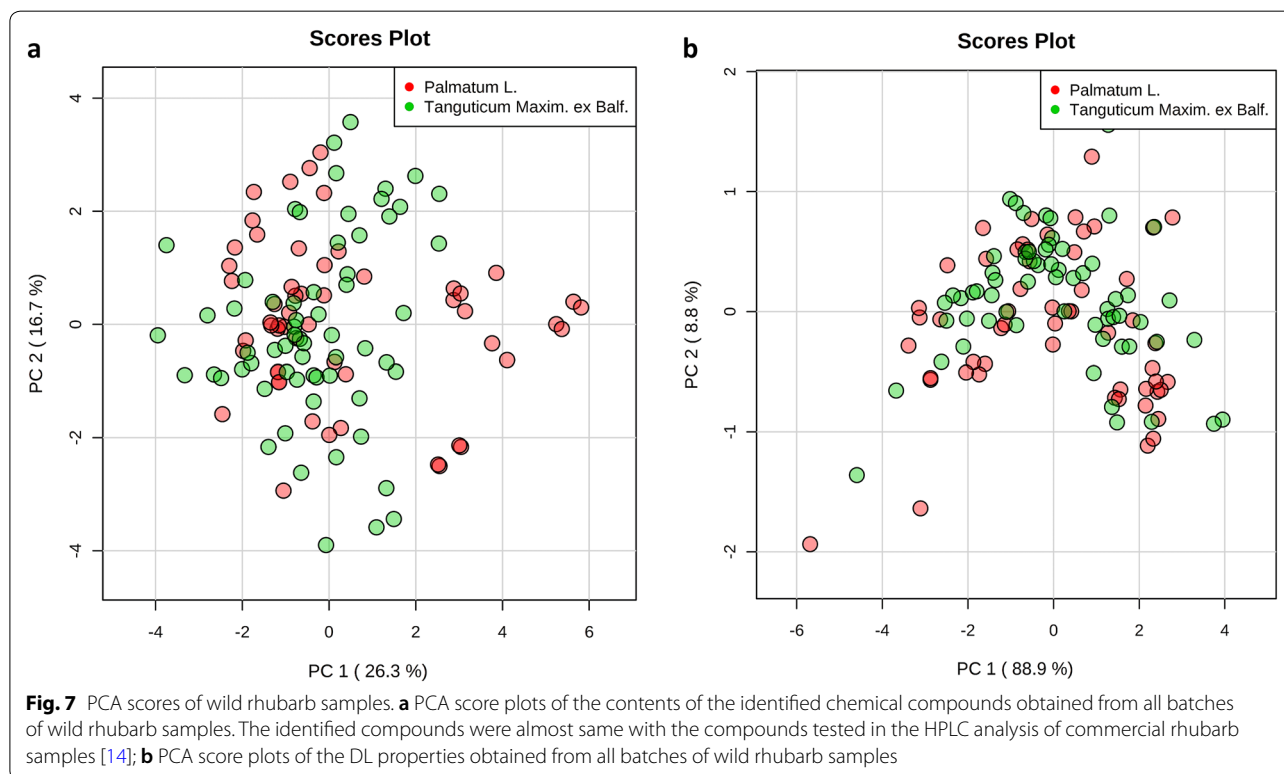 a
Scores Plot
Palmatum L.
Tanguticum Maxim. ex Balf.
PC 2 ( 16.7 %)
4
2
0
-2
-4
-4 -2 0 2 4 6
PC 1 ( 26.3 %)
b
Scores Plot
Palmatum L.
Tanguticum Maxim. ex Balf.
PC 2 ( 8.8 %)
2
1
0
-1
-2
-6 -4 -2 0 2 4
PC 1 ( 88.9 %)
Fig. 7 PCA scores of wild rhubarb samples. a PCA score plots of the contents of the identified chemical compounds obtained from all batches
of wild rhubarb samples. The identified compounds were almost same with the compounds tested in the HPLC analysis of commercial rhubarb
samples [14]; b PCA score plots of the DL properties obtained from all batches of wild rhubarb samples